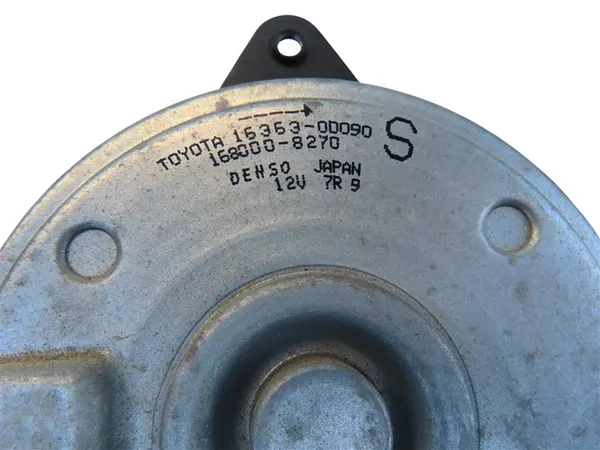 TOYOTA 16363-0D090 S
168000-8270
DENSO JAPAN
12V 7R 9